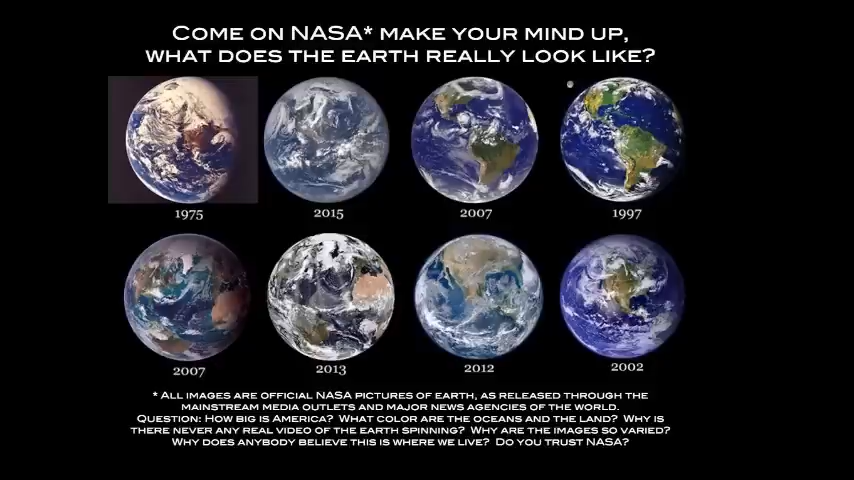 Come on NASA* make your mind up,
what does the earth really look like?
1975
2015
2007
1997
2007
2013
2012
2002
* All images are official NASA pictures of earth, as released through the
mainstream media outlets and major news agencies of the world.
Question: How big is America? What color are the oceans and the land? Why is
there never any real video of the earth spinning? Why are the images so varied?
Why does anybody believe this is where we live? Do you trust NASA?